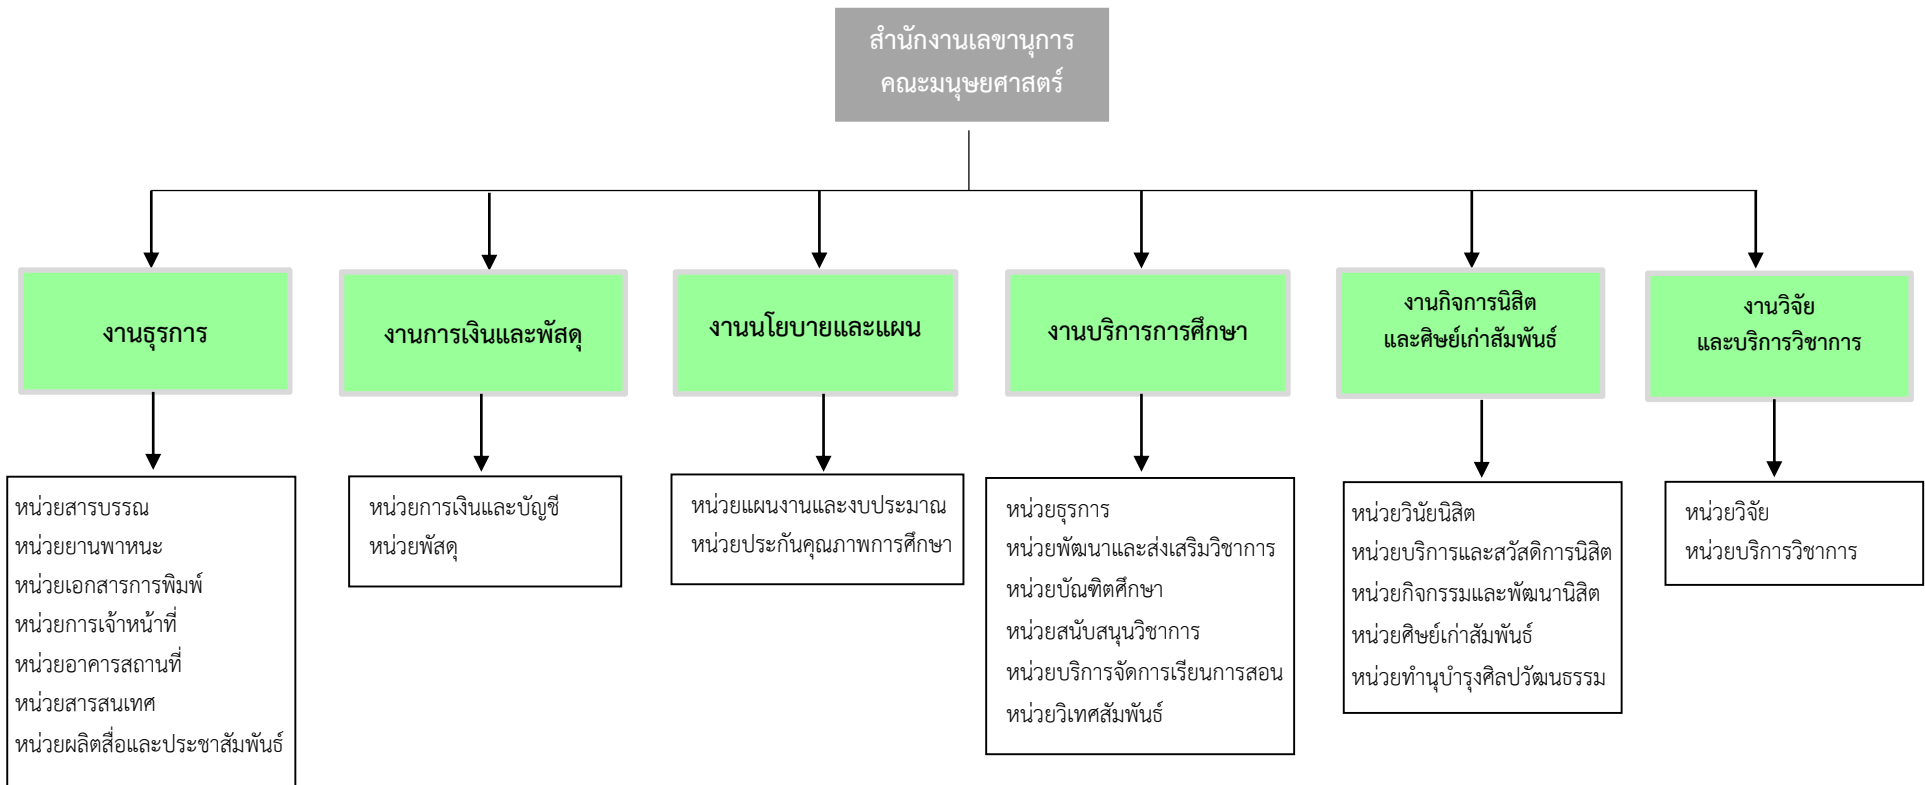 สำนักงานเลขานุการ
คณะมนุษยศาสตร์
งานธุรการ
งานการเงินและพัสดุ
งานนโยบายและแผน
งานบริการการศึกษา
งานกิจการนิสิต
และศิษย์เก่าสัมพันธ์
งานวิจัย
และบริการวิชาการ
หน่วยสารบรรณ
หน่วยยานพาหนะ
หน่วยเอกสารการพิมพ์
หน่วยการเจ้าหน้าที่
หน่วยอาคารสถานที่
หน่วยสารสนเทศ
หน่วยผลิตสื่อและประชาสัมพันธ์
หน่วยการเงินและบัญชี
หน่วยพัสดุ
หน่วยแผนงานและงบประมาณ
หน่วยประกันคุณภาพการศึกษา
หน่วยธุรการ
หน่วยพัฒนาและส่งเสริมวิชาการ
หน่วยบัณฑิตศึกษา
หน่วยสนับสนุนวิชาการ
หน่วยบริการจัดการเรียนการสอน
หน่วยวิเทศสัมพันธ์
หน่วยวินัยนิสิต
หน่วยบริการและสวัสดิการนิสิต
หน่วยกิจกรรมและพัฒนานิสิต
หน่วยศิษย์เก่าสัมพันธ์
หน่วยทำนุบำรุงศิลปวัฒนธรรม
หน่วยวิจัย
หน่วยบริการวิชาการ